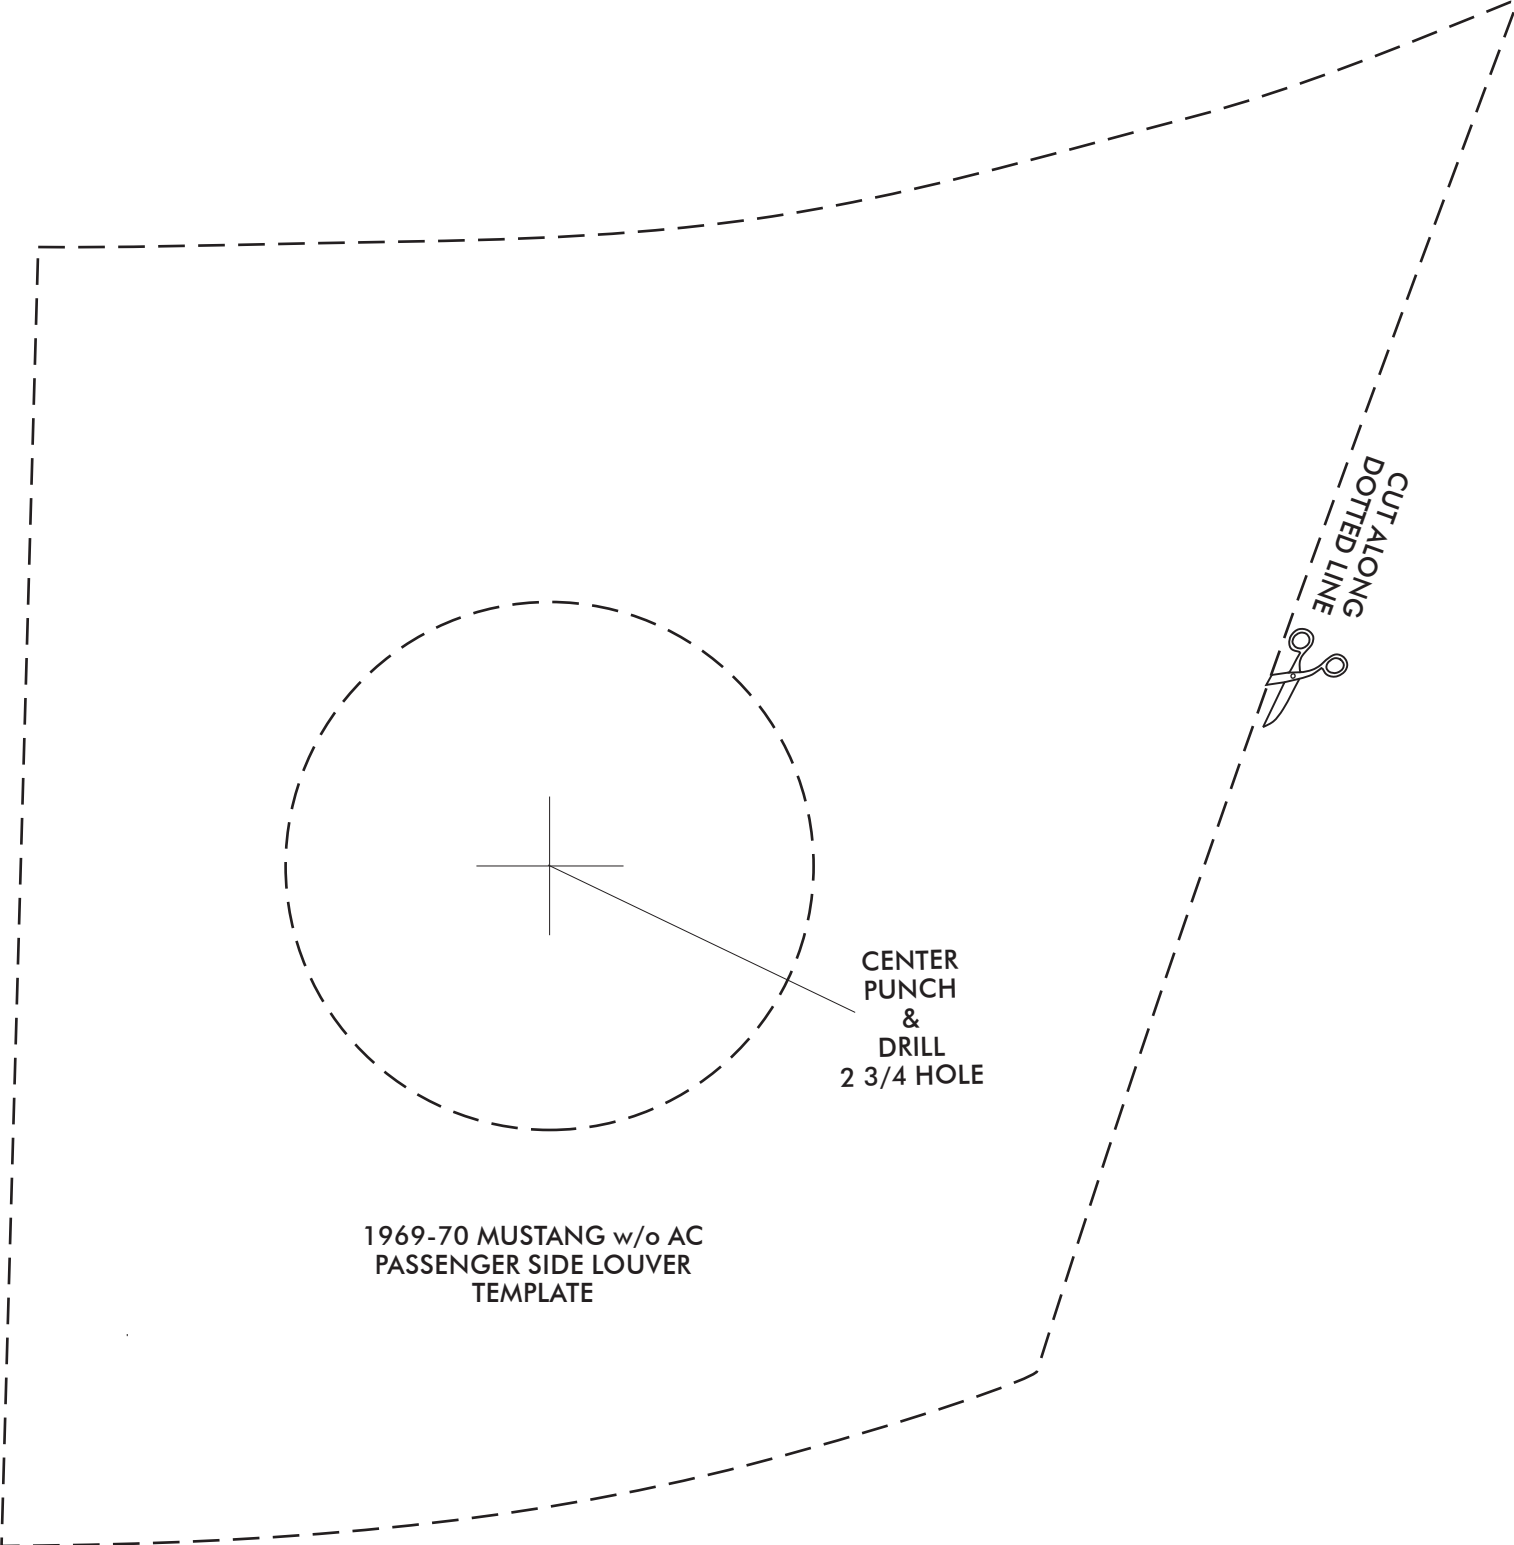 CUT ALONG
DOTTED LINE
CENTER
PUNCH
&
DRILL
2 3/4 HOLE
1969-70 MUSTANG w/o AC
PASSENGER SIDE LOUVER
TEMPLATE